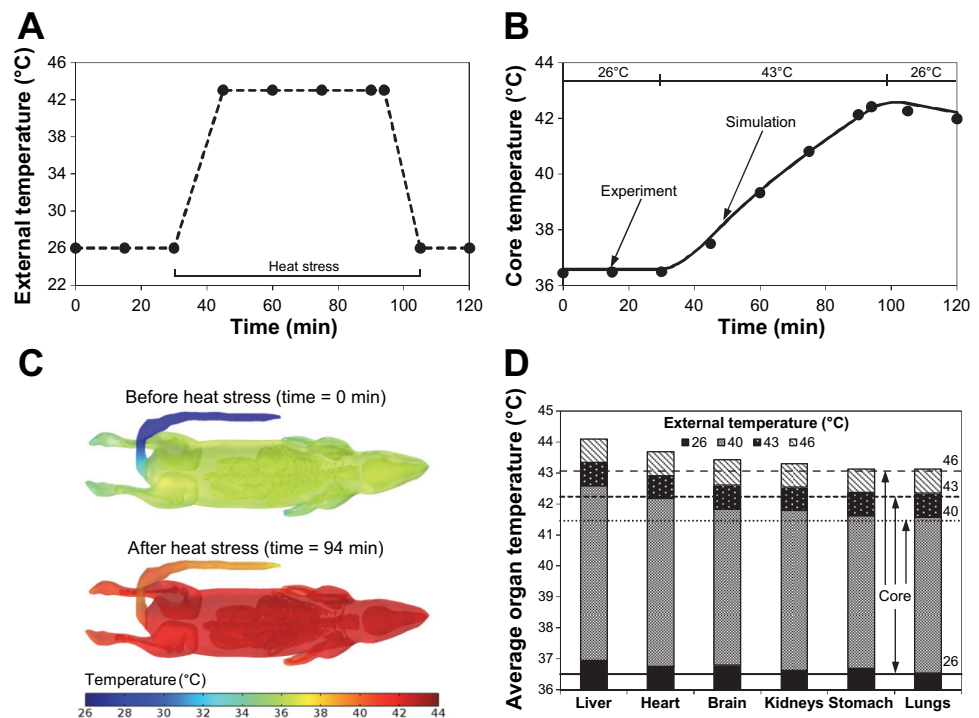 A
External temperature (°C)
46
42
38
34
30
26
22
Heat stress
0 20 40 60 80 100 120
Time (min)
B
Core temperature (°C)
44
42
40
38
36
26°C 43°C 26°C
Simulation
Experiment
0 20 40 60 80 100 120
Time (min)
C
Before heat stress (time = 0 min)
After heat stress (time = 94 min)
Temperature (°C)
26 28 30 32 34 36 38 40 42 44
D
Average organ temperature (°C)
45
44
43
42
41
40
39
38
37
36
External temperature (°C)
26 40 43 46
46
43
40
Core
26
Liver Heart Brain Kidneys Stomach Lungs